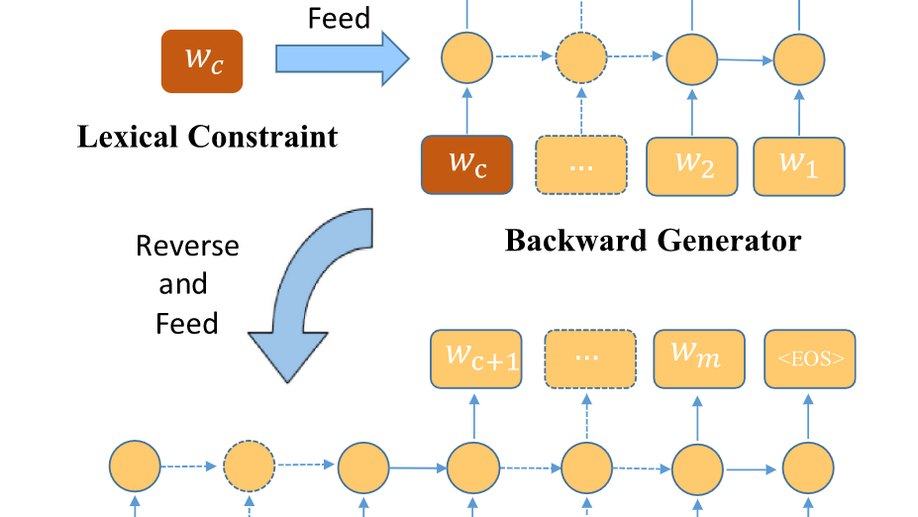 Feed
w_c
Lexical Constraint
w_c ... w_2 w_1
Backward Generator
Reverse
and
Feed
w_{c+1} ... w_m <EOS>